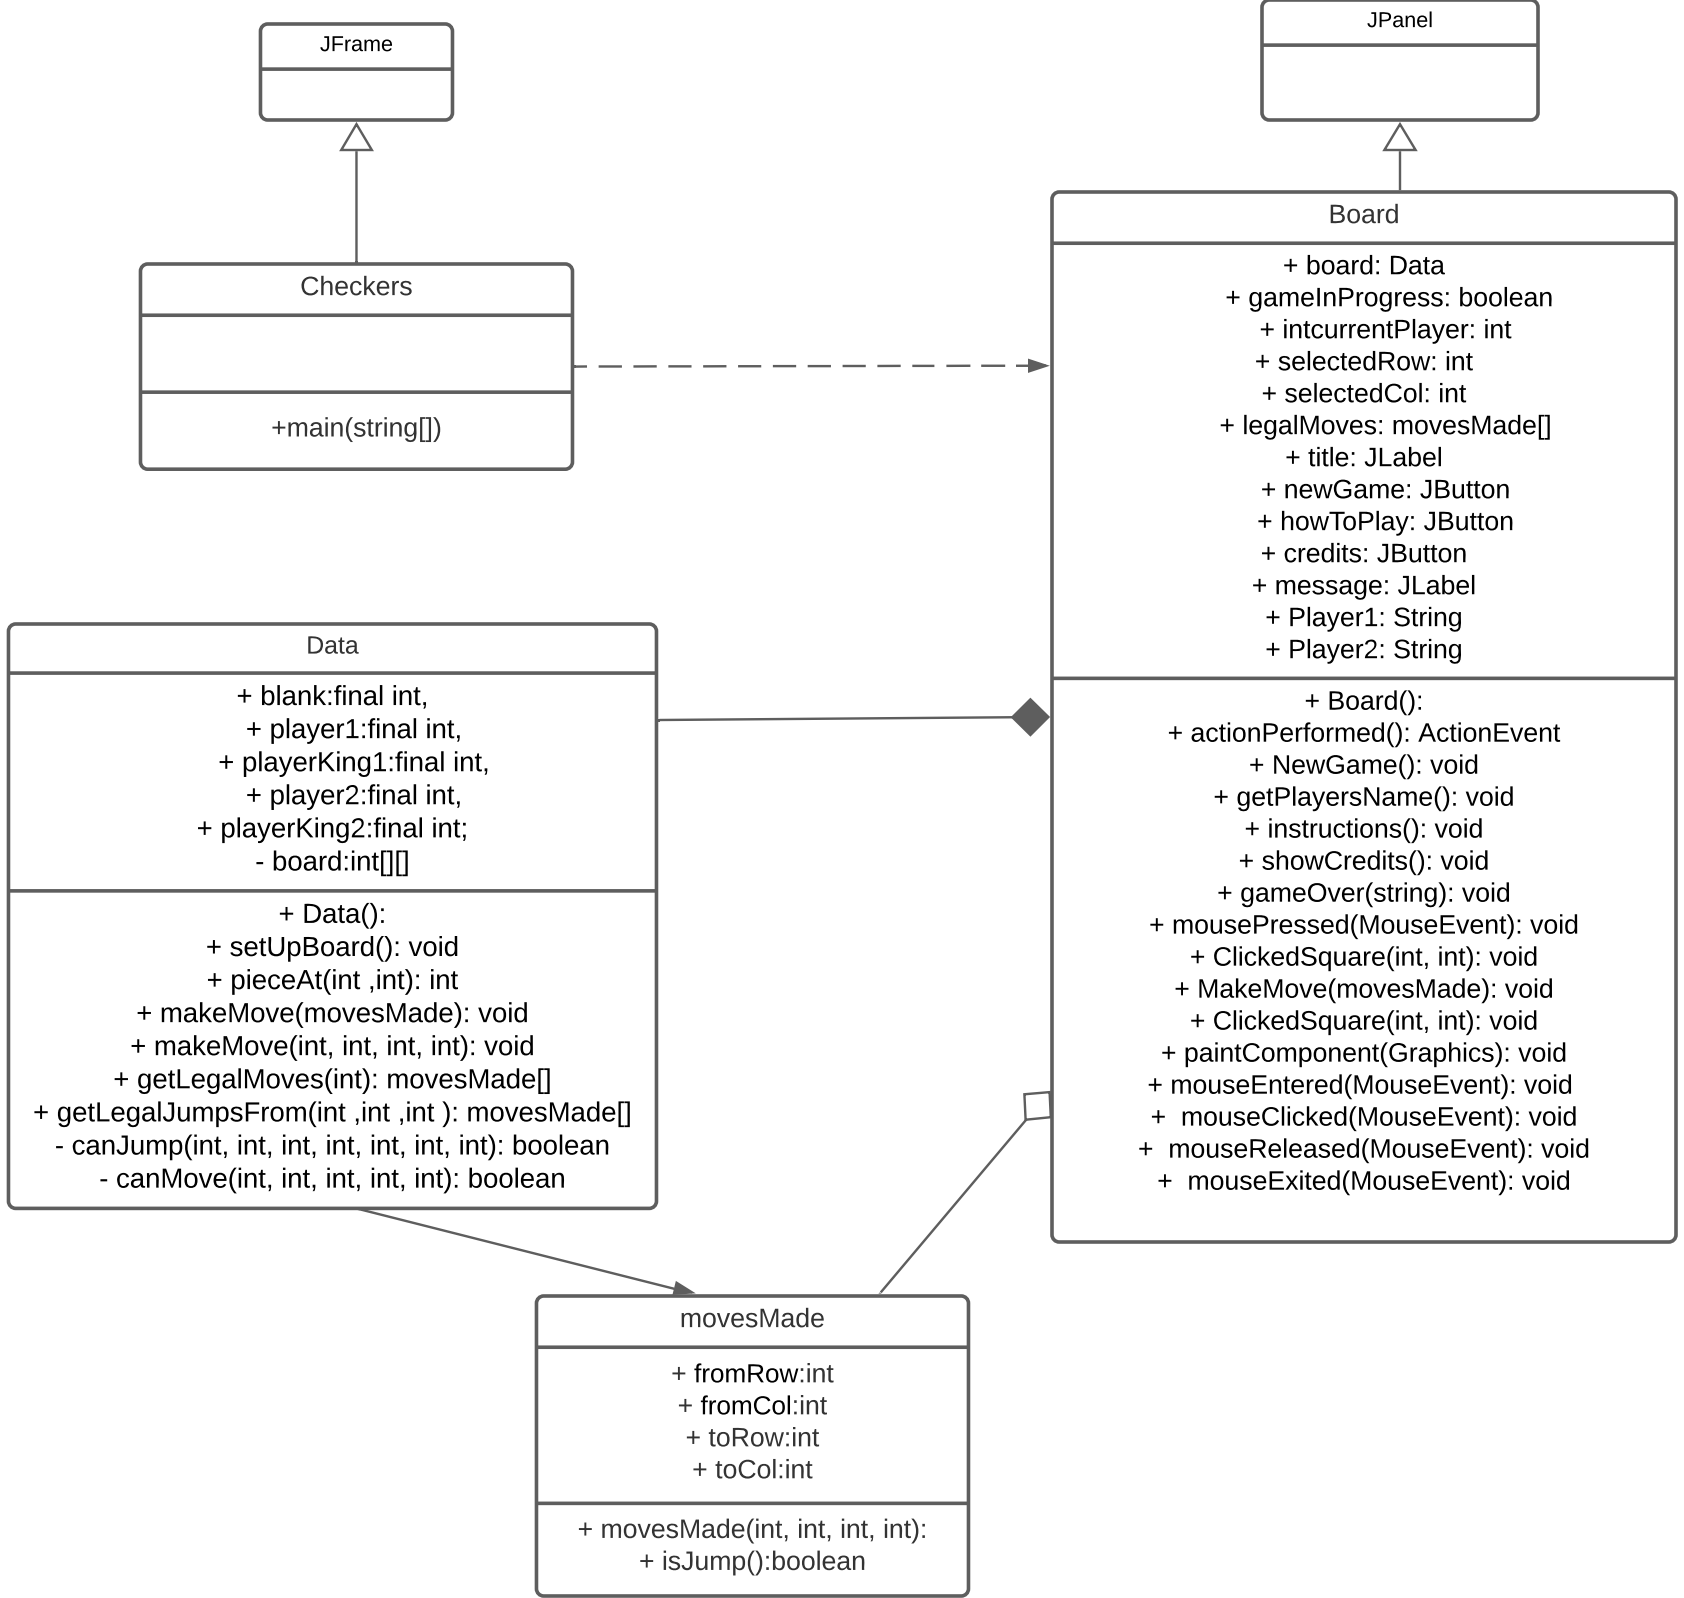 JFrame
JPanel
Checkers
+main(string[])
Board
+ board: Data
+ gameInProgress: boolean
+ intcurrentPlayer: int
+ selectedRow: int
+ selectedCol: int
+ legalMoves: movesMade[]
+ title: JLabel
+ newGame: JButton
+ howToPlay: JButton
+ credits: JButton
+ message: JLabel
+ Player1: String
+ Player2: String
+ Board():
+ actionPerformed(): ActionEvent
+ NewGame(): void
+ getPlayersName(): void
+ instructions(): void
+ showCredits(): void
+ gameOver(string): void
+ mousePressed(MouseEvent): void
+ ClickedSquare(int, int): void
+ MakeMove(movesMade): void
+ ClickedSquare(int, int): void
+ paintComponent(Graphics): void
+ mouseEntered(MouseEvent): void
+  mouseClicked(MouseEvent): void
+  mouseReleased(MouseEvent): void
+  mouseExited(MouseEvent): void
Data
+ blank:final int,
+ player1:final int,
+ playerKing1:final int,
+ player2:final int,
+ playerKing2:final int;
- board:int[][]
+ Data():
+ setUpBoard(): void
+ pieceAt(int ,int): int
+ makeMove(movesMade): void
+ makeMove(int, int, int, int): void
+ getLegalMoves(int): movesMade[]
+ getLegalJumpsFrom(int ,int ,int ): movesMade[]
- canJump(int, int, int, int, int, int, int): boolean
- canMove(int, int, int, int, int): boolean
movesMade
+ fromRow:int
+ fromCol:int
+ toRow:int
+ toCol:int
+ movesMade(int, int, int, int):
+ isJump():boolean